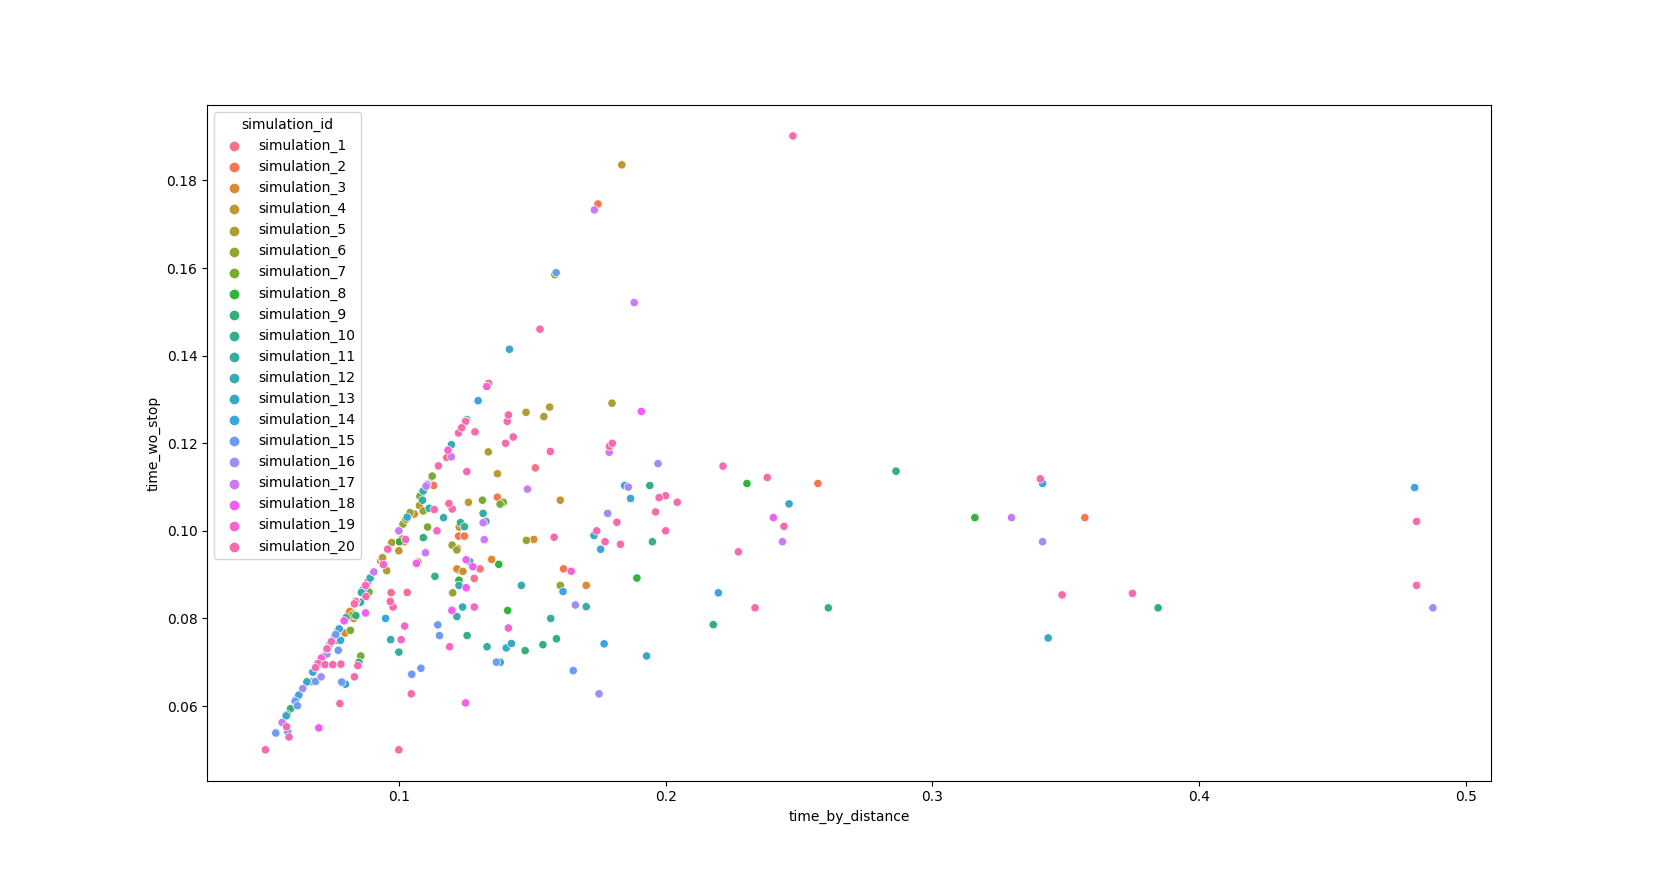 simulation_id
simulation_1
simulation_2
simulation_3
simulation_4
simulation_5
simulation_6
simulation_7
simulation_8
simulation_9
simulation_10
simulation_11
simulation_12
simulation_13
simulation_14
simulation_15
simulation_16
simulation_17
simulation_18
simulation_19
simulation_20
0.18
0.16
0.14
0.12
0.10
0.08
0.06
time_wo_stop
0.1 0.2 0.3 0.4 0.5
time_by_distance